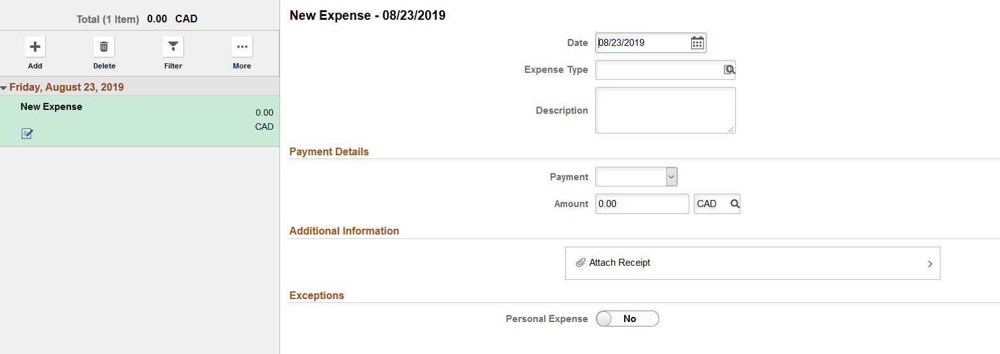 Total (1 Item) 0.00 CAD
Add Delete Filter More
Friday, August 23, 2019
New Expense
0.00
CAD
New Expense - 08/23/2019
Date 08/23/2019
Expense Type
Description
Payment Details
Payment
Amount 0.00 CAD
Additional Information
Attach Receipt
Exceptions
Personal Expense No